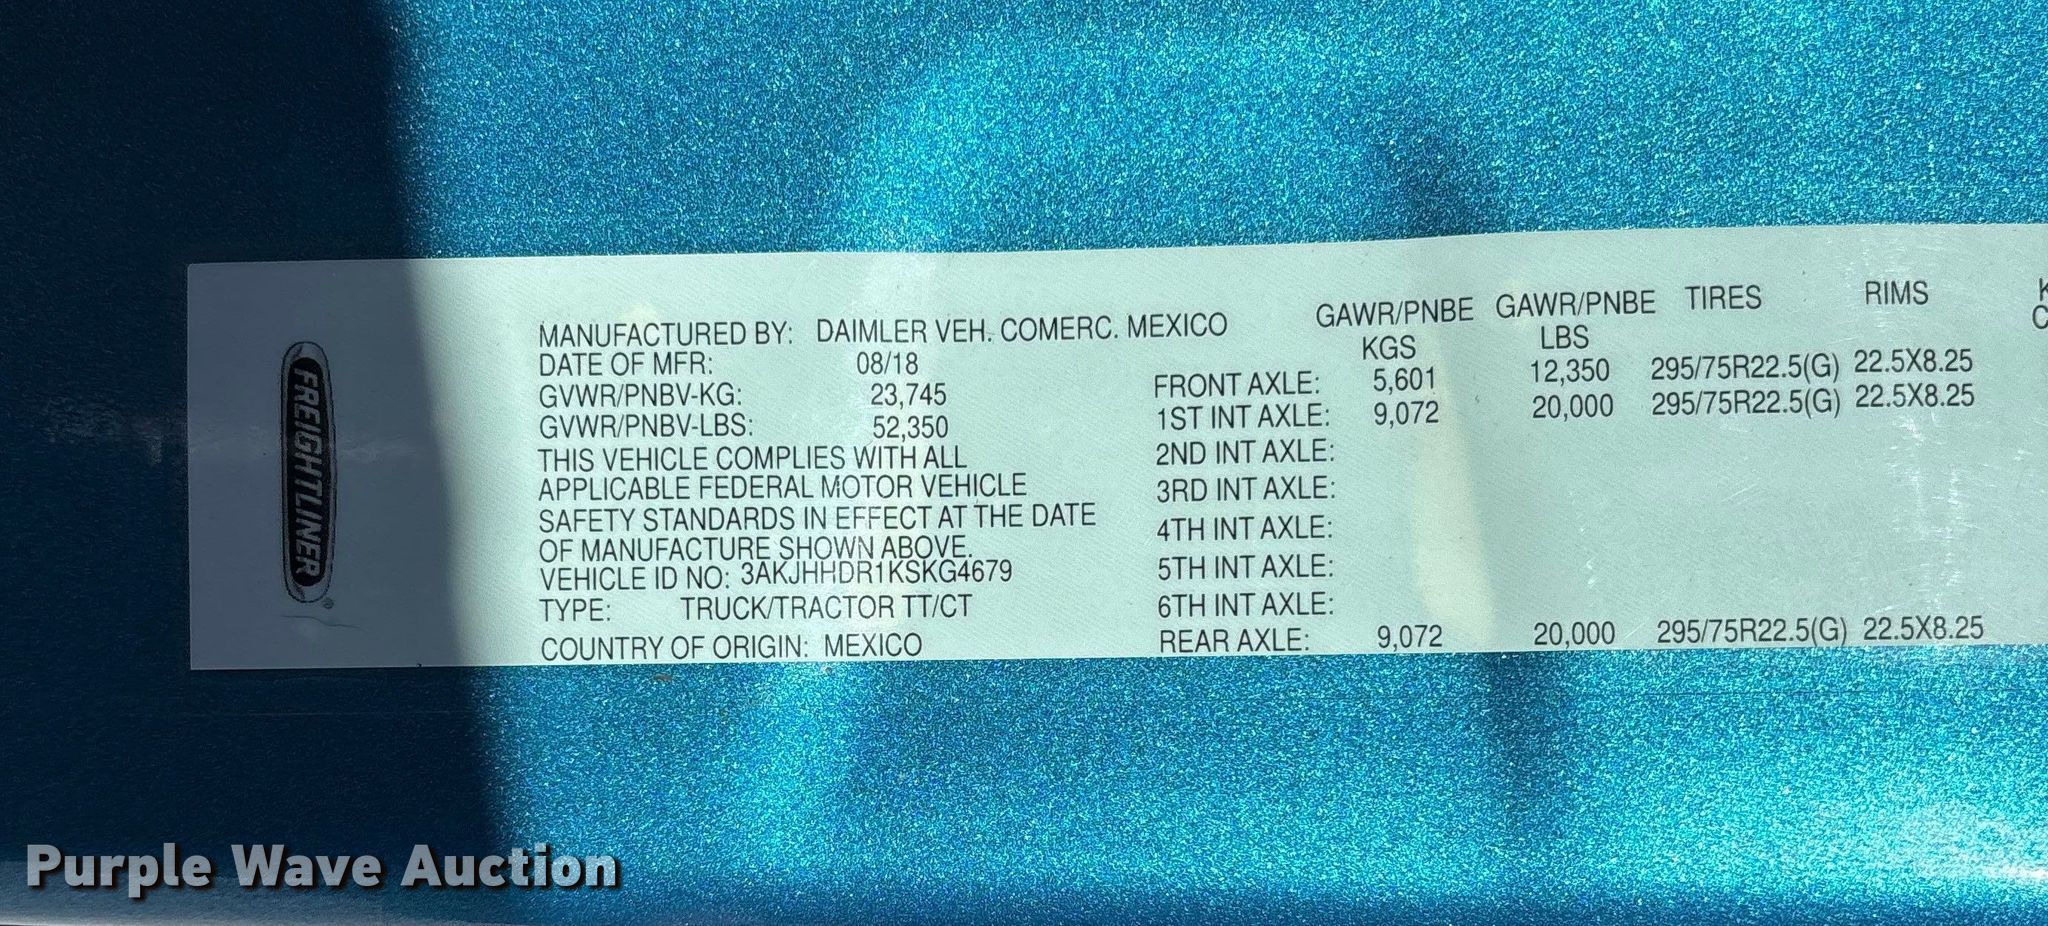 FREIGHTLINER
MANUFACTURED BY: DAIMLER VEH. COMERC. MEXICO
DATE OF MFR: 08/18
GVWR/PNBV-KG: 23,745
GVWR/PNBV-LBS: 52,350
THIS VEHICLE COMPLIES WITH ALL
APPLICABLE FEDERAL MOTOR VEHICLE
SAFETY STANDARDS IN EFFECT AT THE DATE
OF MANUFACTURE SHOWN ABOVE.
VEHICLE ID NO: 3AKJHHDR1KSKG4679
TYPE: TRUCK/TRACTOR TT/CT
COUNTRY OF ORIGIN: MEXICO
GAWR/PNBE GAWR/PNBE TIRES RIMS
KGS LBS
FRONT AXLE: 5,601 12,350 295/75R22.5(G) 22.5X8.25
1ST INT AXLE: 9,072 20,000 295/75R22.5(G) 22.5X8.25
2ND INT AXLE:
3RD INT AXLE:
4TH INT AXLE:
5TH INT AXLE:
6TH INT AXLE:
REAR AXLE: 9,072 20,000 295/75R22.5(G) 22.5X8.25
Purple Wave Auction